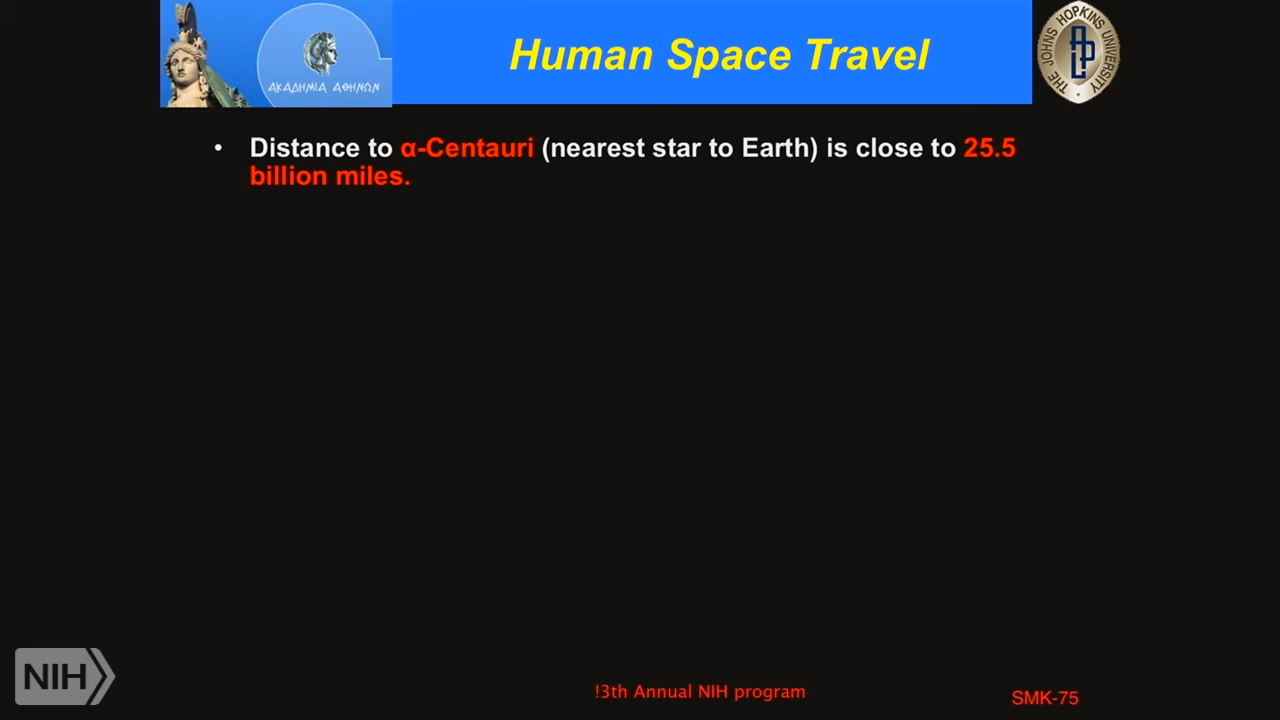 Human Space Travel
ΑΚΑΔΗΜΙΑ ΑΘΗΝΩΝ
THE JOHNS HOPKINS UNIVERSITY
APL
• Distance to α-Centauri (nearest star to Earth) is close to 25.5
billion miles.
NIH
!3th Annual NIH program
SMK-75